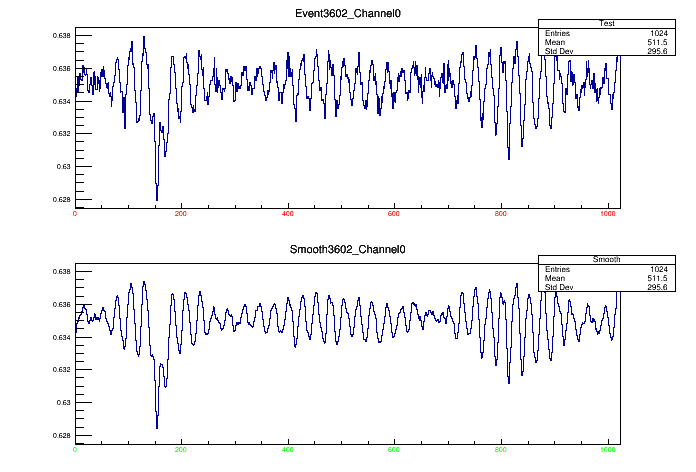 Event3602_Channel0
Test
Entries 1024
Mean 511.5
Std Dev 295.6
0.638
0.636
0.634
0.632
0.63
0.628
0 200 400 600 800 1000
Smooth3602_Channel0
Smooth
Entries 1024
Mean 511.5
Std Dev 295.6
0.638
0.636
0.634
0.632
0.63
0.628
0 200 400 600 800 1000